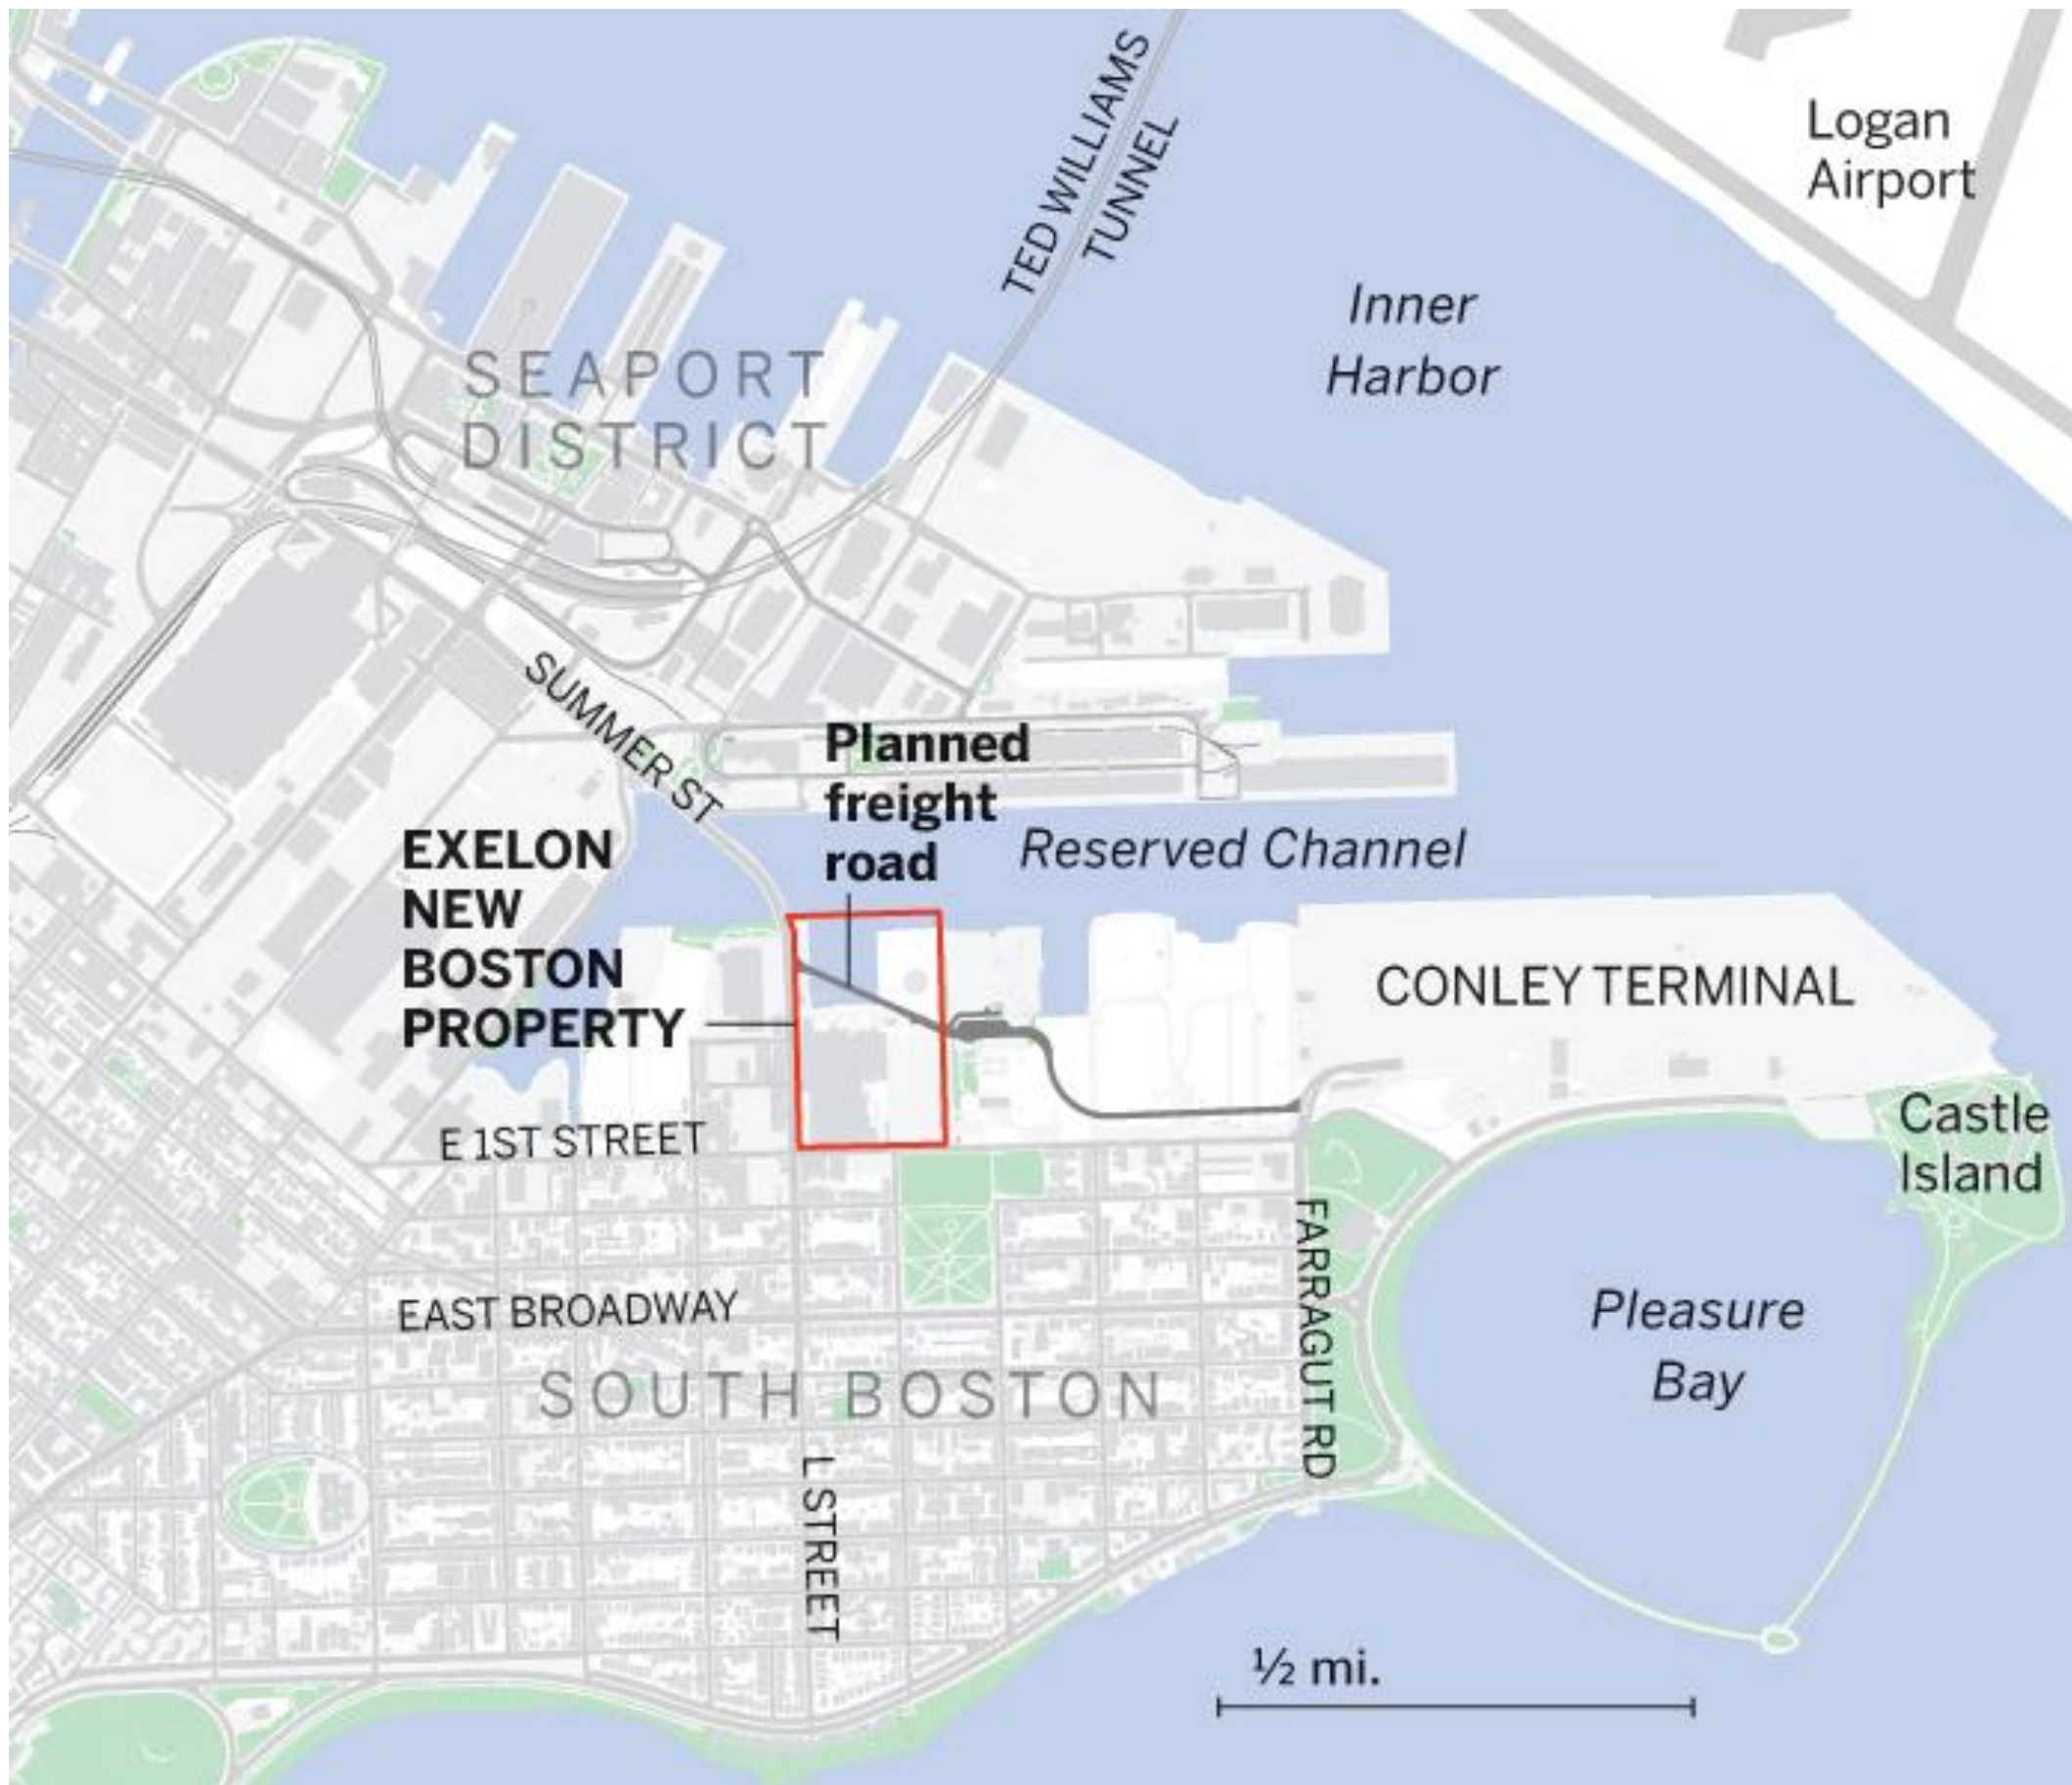 TED WILLIAMS
TUNNEL
Logan
Airport
Inner
Harbor
SEAPORT
DISTRICT
SUMMER ST
Planned
freight
road
Reserved Channel
EXELON
NEW
BOSTON
PROPERTY
CONLEY TERMINAL
Castle
Island
E 1ST STREET
FARRAGUT RD
EAST BROADWAY
Pleasure
Bay
SOUTH BOSTON
L STREET
½ mi.